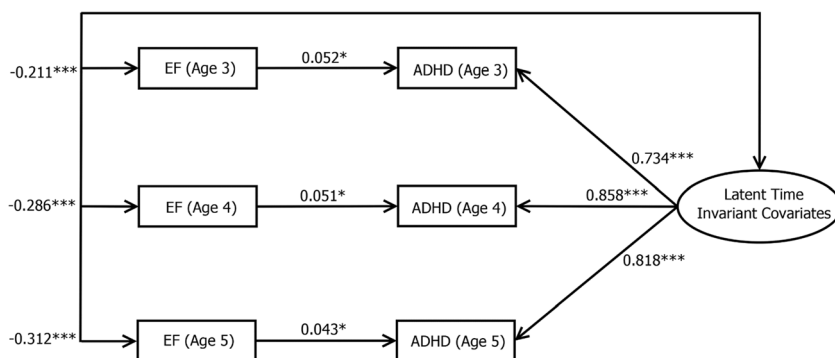 -0.211***
EF (Age 3)
0.052*
ADHD (Age 3)
0.734***
-0.286***
EF (Age 4)
0.051*
ADHD (Age 4)
0.858***
Latent Time
Invariant Covariates
0.818***
-0.312***
EF (Age 5)
0.043*
ADHD (Age 5)